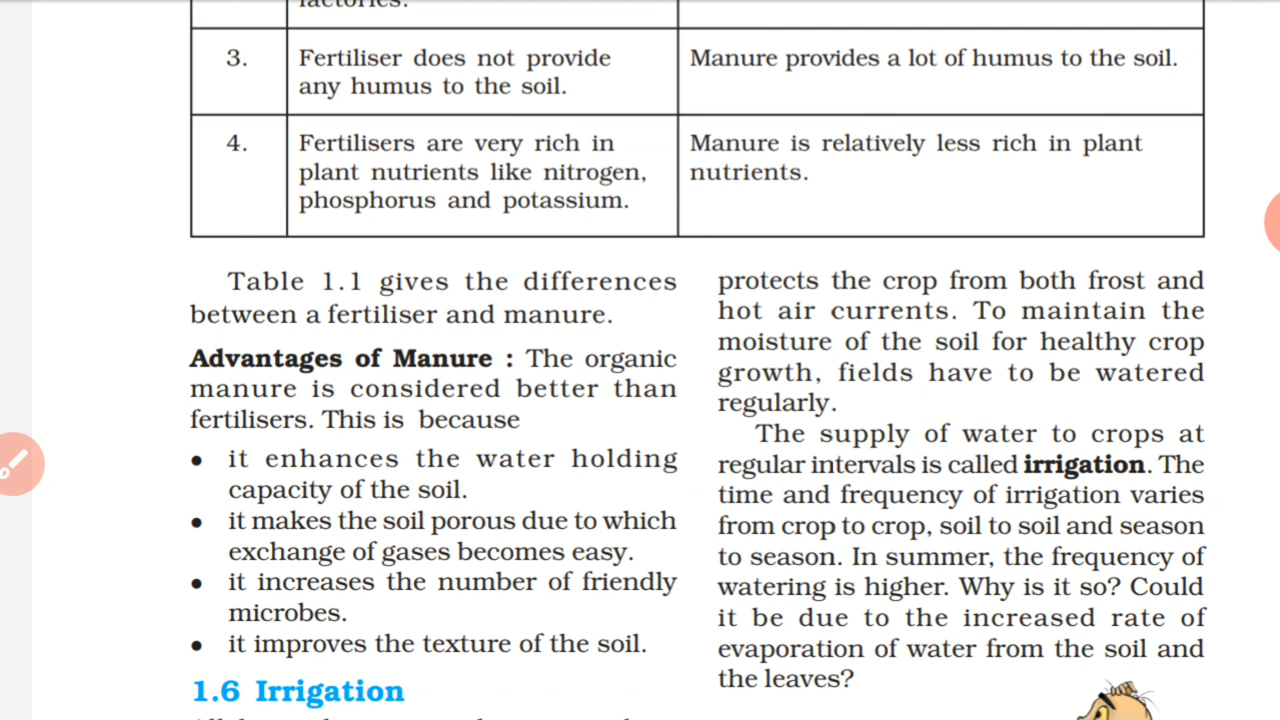 factories.
3.
Fertiliser does not provide
any humus to the soil.
Manure provides a lot of humus to the soil.
4.
Fertilisers are very rich in
plant nutrients like nitrogen,
phosphorus and potassium.
Manure is relatively less rich in plant
nutrients.
Table 1.1 gives the differences
between a fertiliser and manure.
Advantages of Manure : The organic
manure is considered better than
fertilisers. This is because
• it enhances the water holding
capacity of the soil.
• it makes the soil porous due to which
exchange of gases becomes easy.
• it increases the number of friendly
microbes.
• it improves the texture of the soil.
1.6 Irrigation
protects the crop from both frost and
hot air currents. To maintain the
moisture of the soil for healthy crop
growth, fields have to be watered
regularly.
The supply of water to crops at
regular intervals is called irrigation. The
time and frequency of irrigation varies
from crop to crop, soil to soil and season
to season. In summer, the frequency of
watering is higher. Why is it so? Could
it be due to the increased rate of
evaporation of water from the soil and
the leaves?